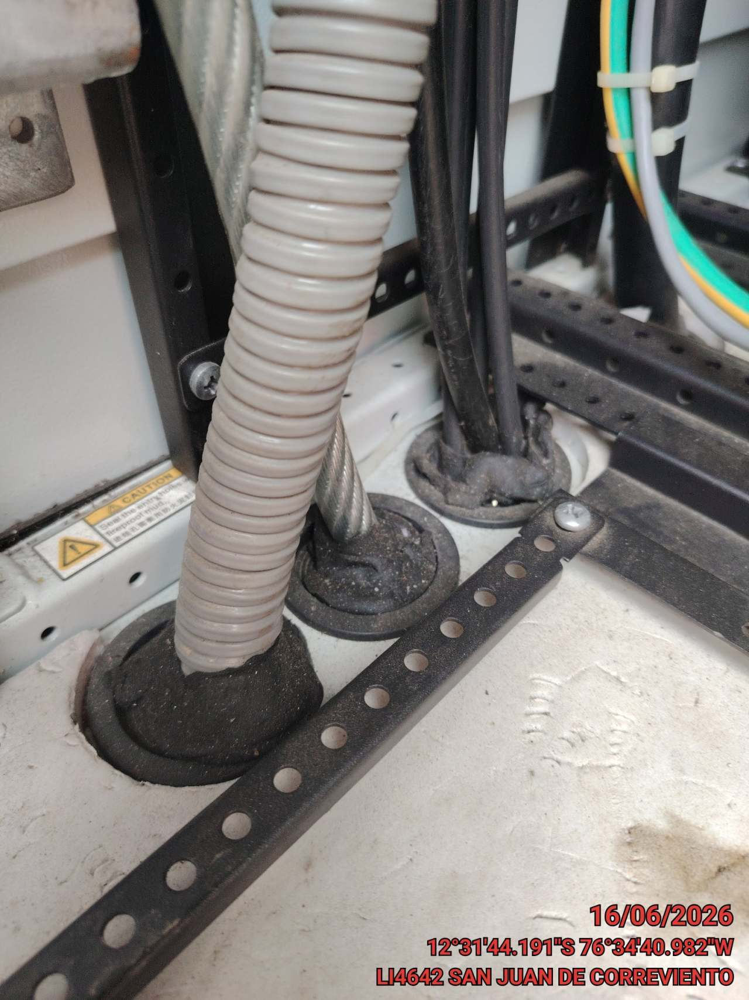 CAUTION
Seal the entry holes
fireproof mud.
16/06/2026
12°31'44.191"S 76°34'40.982"W
LI4642 SAN JUAN DE CORREVIENTO